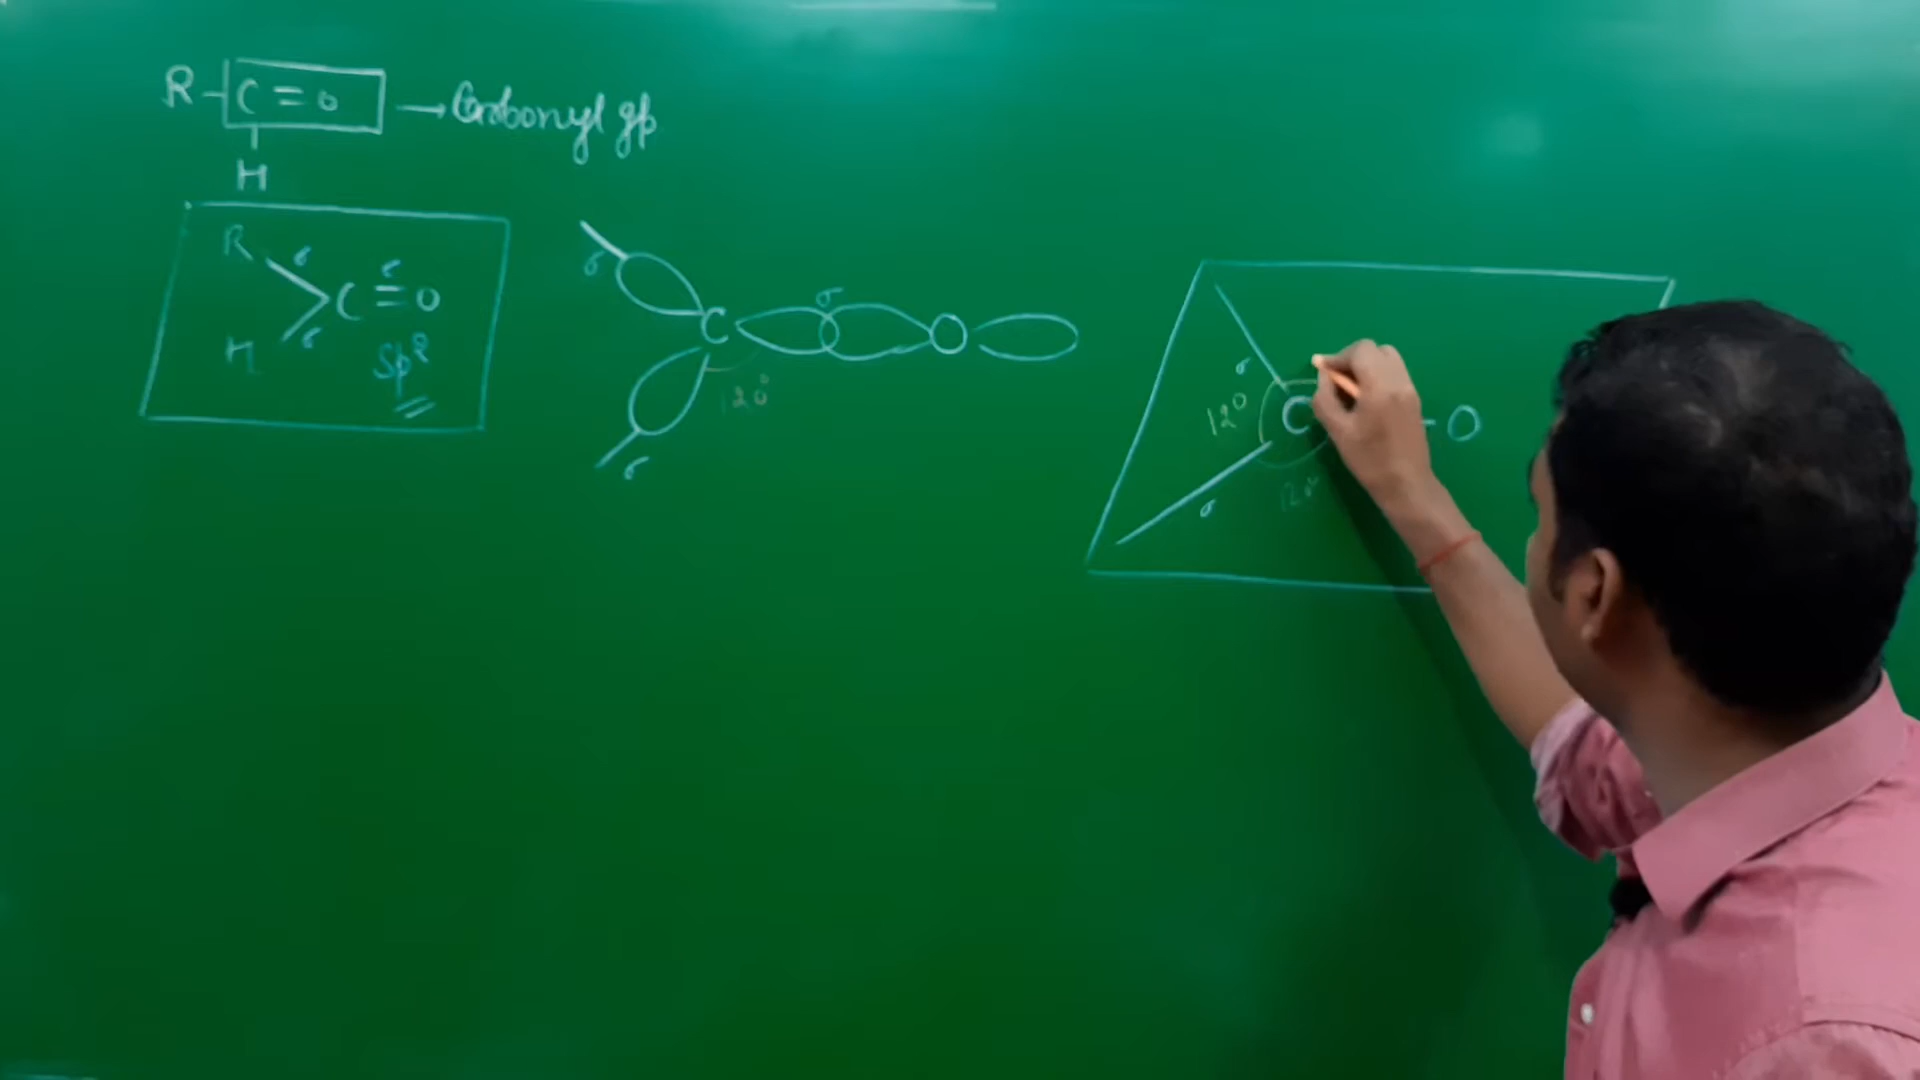 R-C=O → Carbonyl gp
H
R σ
C=O σ
H σ
Sp²
σ
C σ O
120°
σ
σ
120
C-O
σ
120°